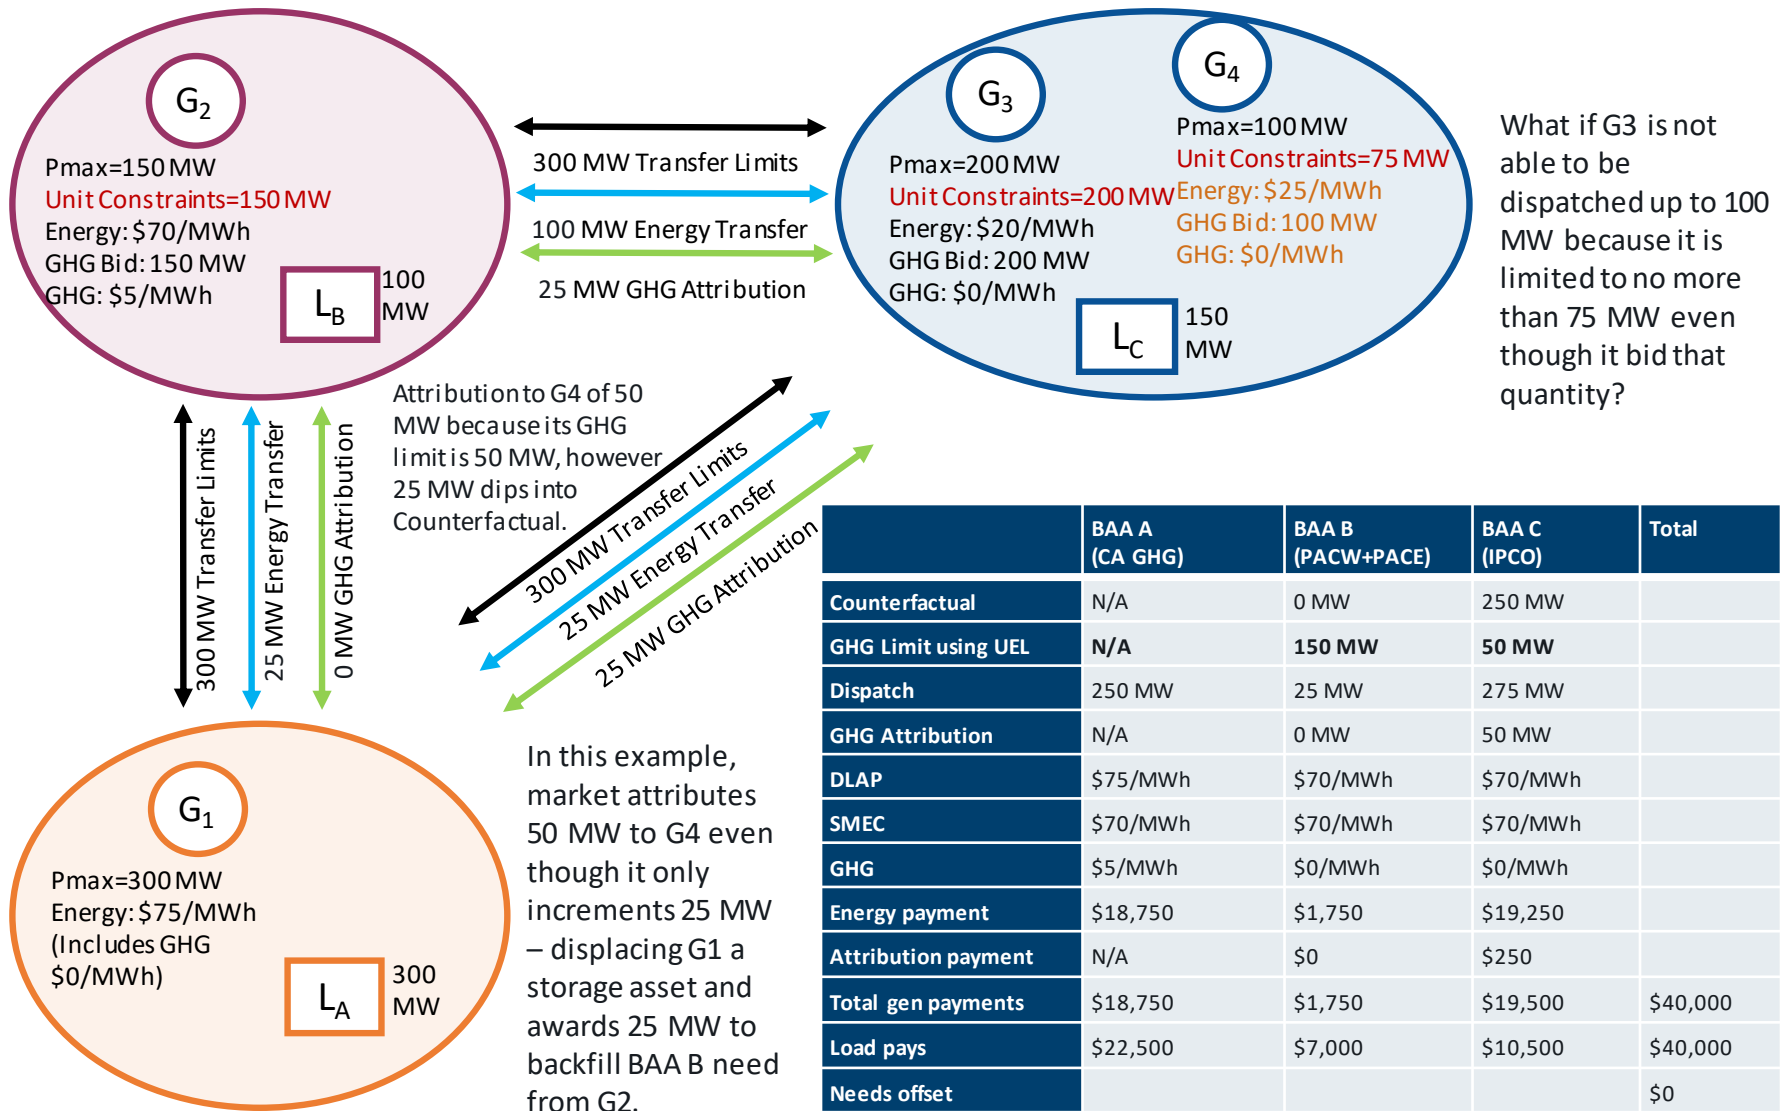 G2
Pmax=150 MW
Unit Constraints=150 MW
Energy: $70/MWh
GHG Bid: 150 MW
GHG: $5/MWh
LB
100
MW
300 MW Transfer Limits
100 MW Energy Transfer
25 MW GHG Attribution
G3
Pmax=200 MW
Unit Constraints=200 MW
Energy: $20/MWh
GHG Bid: 200 MW
GHG: $0/MWh
G4
Pmax=100 MW
Unit Constraints=75 MW
Energy: $25/MWh
GHG Bid: 100 MW
GHG: $0/MWh
LC
150
MW
What if G3 is not
able to be
dispatched up to 100
MW because it is
limited to no more
than 75 MW even
though it bid that
quantity?
Attribution to G4 of 50
MW because its GHG
limit is 50 MW, however
25 MW dips into
Counterfactual.
300 MW Transfer Limits
25 MW Energy Transfer
0 MW GHG Attribution
300 MW Transfer Limits
25 MW Energy Transfer
25 MW GHG Attribution
G1
Pmax=300 MW
Energy: $75/MWh
(Includes GHG
$0/MWh)
LA
300
MW
In this example,
market attributes
50 MW to G4 even
though it only
increments 25 MW
– displacing G1 a
storage asset and
awards 25 MW to
backfill BAA B need
from G2.
BAA A (CA GHG) BAA B (PACW+PACE) BAA C (IPCO) Total
Counterfactual N/A 0 MW 250 MW
GHG Limit using UEL N/A 150 MW 50 MW
Dispatch 250 MW 25 MW 275 MW
GHG Attribution N/A 0 MW 50 MW
DLAP $75/MWh $70/MWh $70/MWh
SMEC $70/MWh $70/MWh $70/MWh
GHG $5/MWh $0/MWh $0/MWh
Energy payment $18,750 $1,750 $19,250
Attribution payment N/A $0 $250
Total gen payments $18,750 $1,750 $19,500 $40,000
Load pays $22,500 $7,000 $10,500 $40,000
Needs offset $0